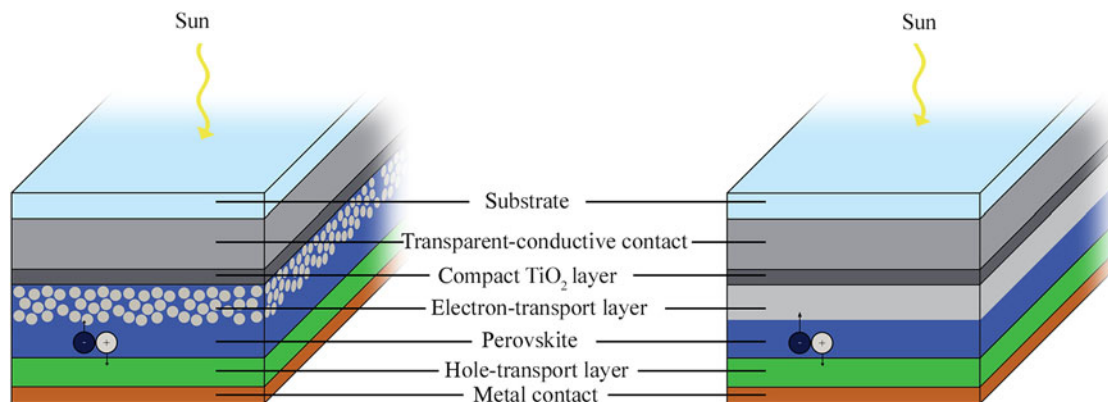 Sun
Sun
Substrate
Transparent-conductive contact
Compact TiO₂ layer
Electron-transport layer
Perovskite
- +
- +
Hole-transport layer
Metal contact